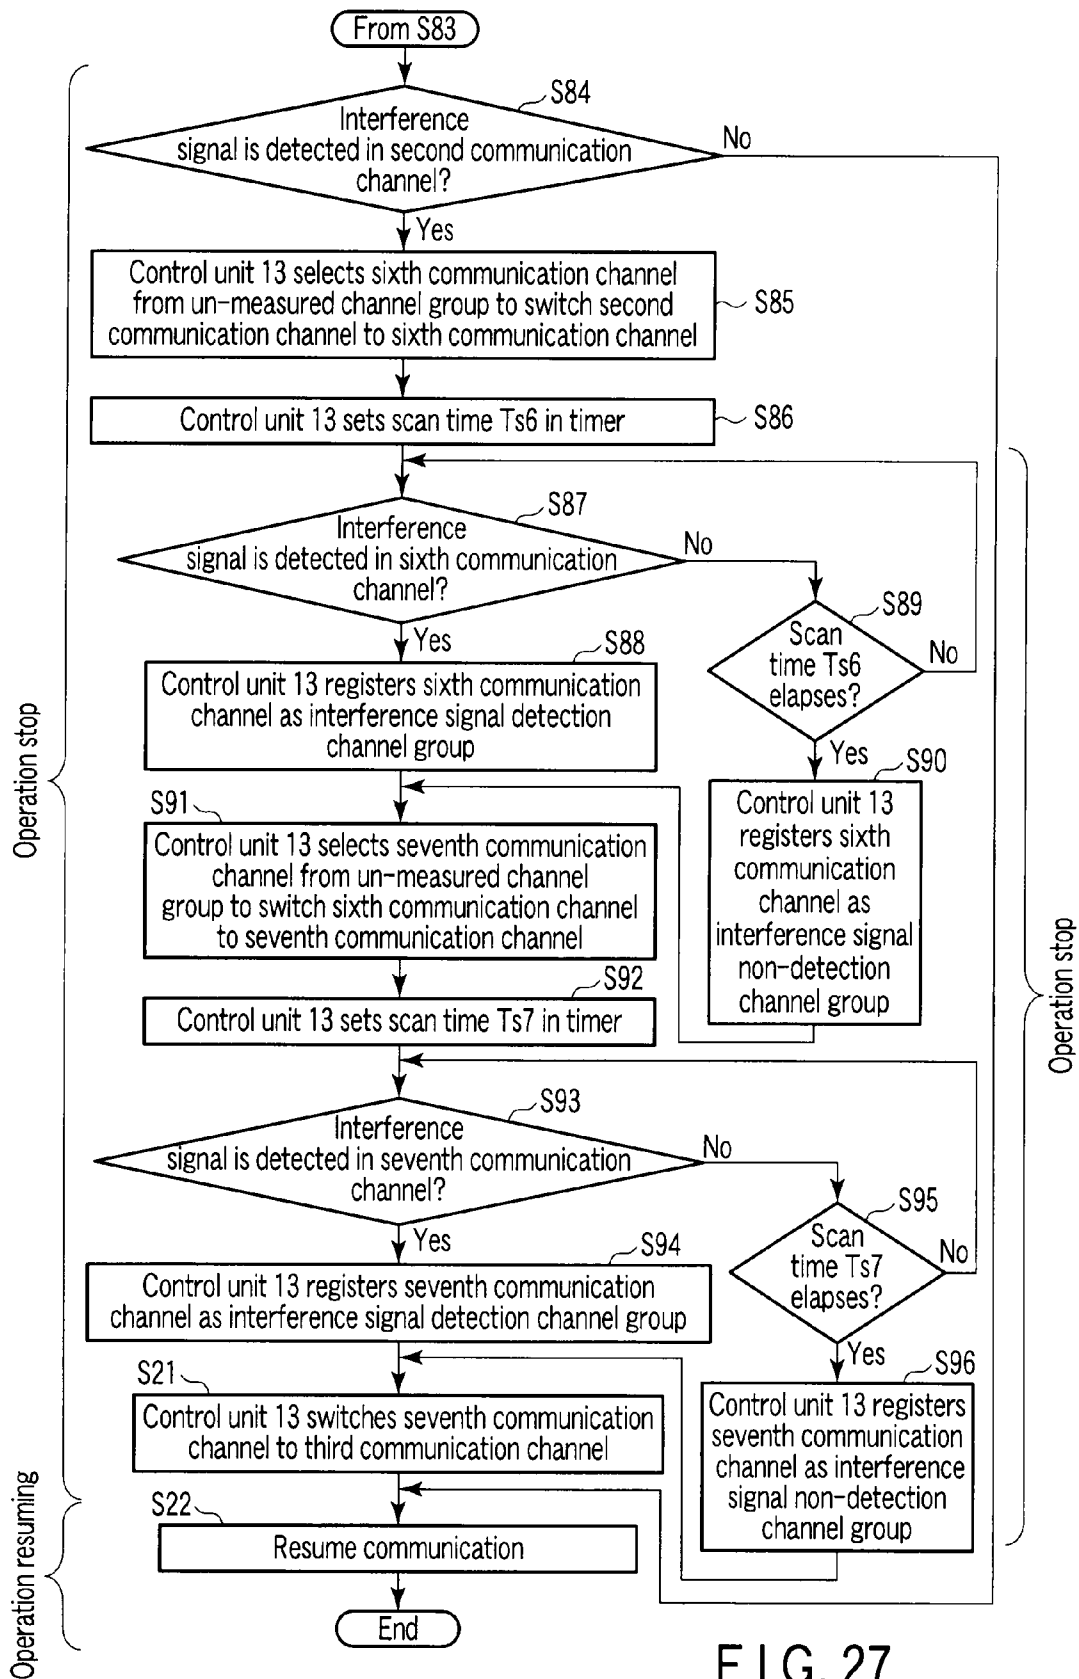 From S83
S84
Interference
signal is detected in second communication
channel?
No
Yes
Control unit 13 selects sixth communication channel
from un-measured channel group to switch second
communication channel to sixth communication channel
S85
Control unit 13 sets scan time Ts6 in timer
S86
S87
Interference
signal is detected in sixth communication
channel?
No
Yes
S89
Scan
time Ts6
elapses?
No
Yes
S88
Control unit 13 registers sixth communication
channel as interference signal detection
channel group
S90
Control unit 13
registers sixth
communication
channel as
interference signal
non-detection
channel group
S91
Control unit 13 selects seventh communication
channel from un-measured channel
group to switch sixth communication channel
to seventh communication channel
S92
Control unit 13 sets scan time Ts7 in timer
S93
Interference
signal is detected in seventh communication
channel?
No
Yes
S95
Scan
time Ts7
elapses?
No
Yes
S94
Control unit 13 registers seventh communication
channel as interference signal detection channel group
S96
Control unit 13 registers
seventh communication
channel as interference
signal non-detection
channel group
S21
Control unit 13 switches seventh communication
channel to third communication channel
S22
Resume communication
End
Operation stop
Operation resuming
Operation stop
FIG. 27